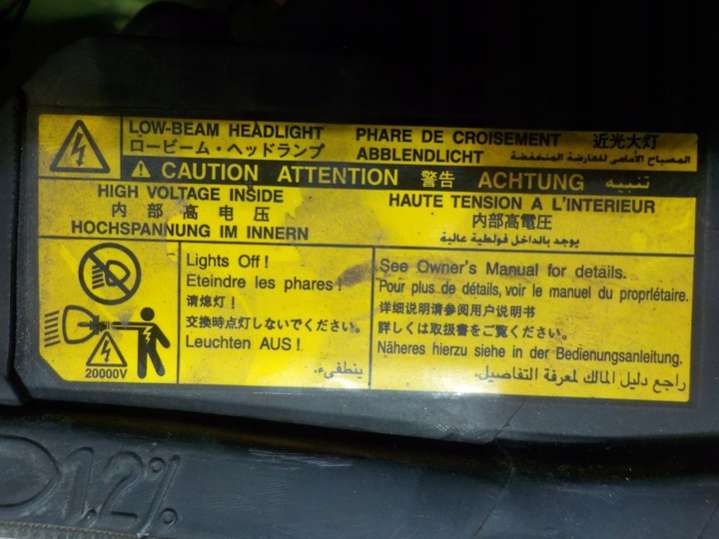 LOW-BEAM HEADLIGHT
ロービーム・ヘッドランプ
PHARE DE CROISEMENT 近光大灯
ABBLENDLICHT المصباح الأمامي للعارضة المنخفضة
CAUTION ATTENTION 警告 ACHTUNG تنبيه
HIGH VOLTAGE INSIDE
内部高电压
HOCHSPANNUNG IM INNERN
HAUTE TENSION A L'INTERIEUR
内部高電圧
يوجد بالداخل فولطية عالية
20000V
Lights Off!
Eteindre les phares!
请熄灯!
交換時点灯しないでください。
Leuchten AUS!
ينطفيء.
See Owner's Manual for details.
Pour plus de détails, voir le manuel du proprlétaire.
详细说明请参阅用户说明书
詳しくは取扱書をご覧ください。
Näheres hierzu siehe in der Bedienungsanleitung.
راجع دليل المالك لمعرفة التفاصيل.
1.2%